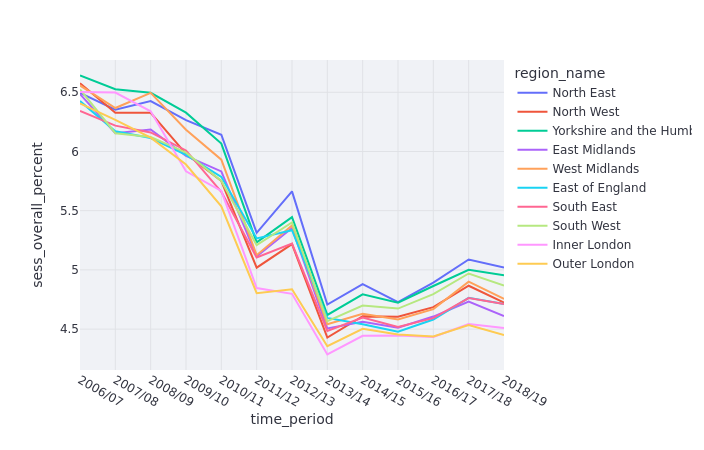 region_name
North East
North West
Yorkshire and the Humb
East Midlands
West Midlands
East of England
South East
South West
Inner London
Outer London
sess_overall_percent
6.5
6
5.5
5
4.5
2006/07
2007/08
2008/09
2009/10
2010/11
2011/12
2012/13
2013/14
2014/15
2015/16
2016/17
2017/18
2018/19
time_period